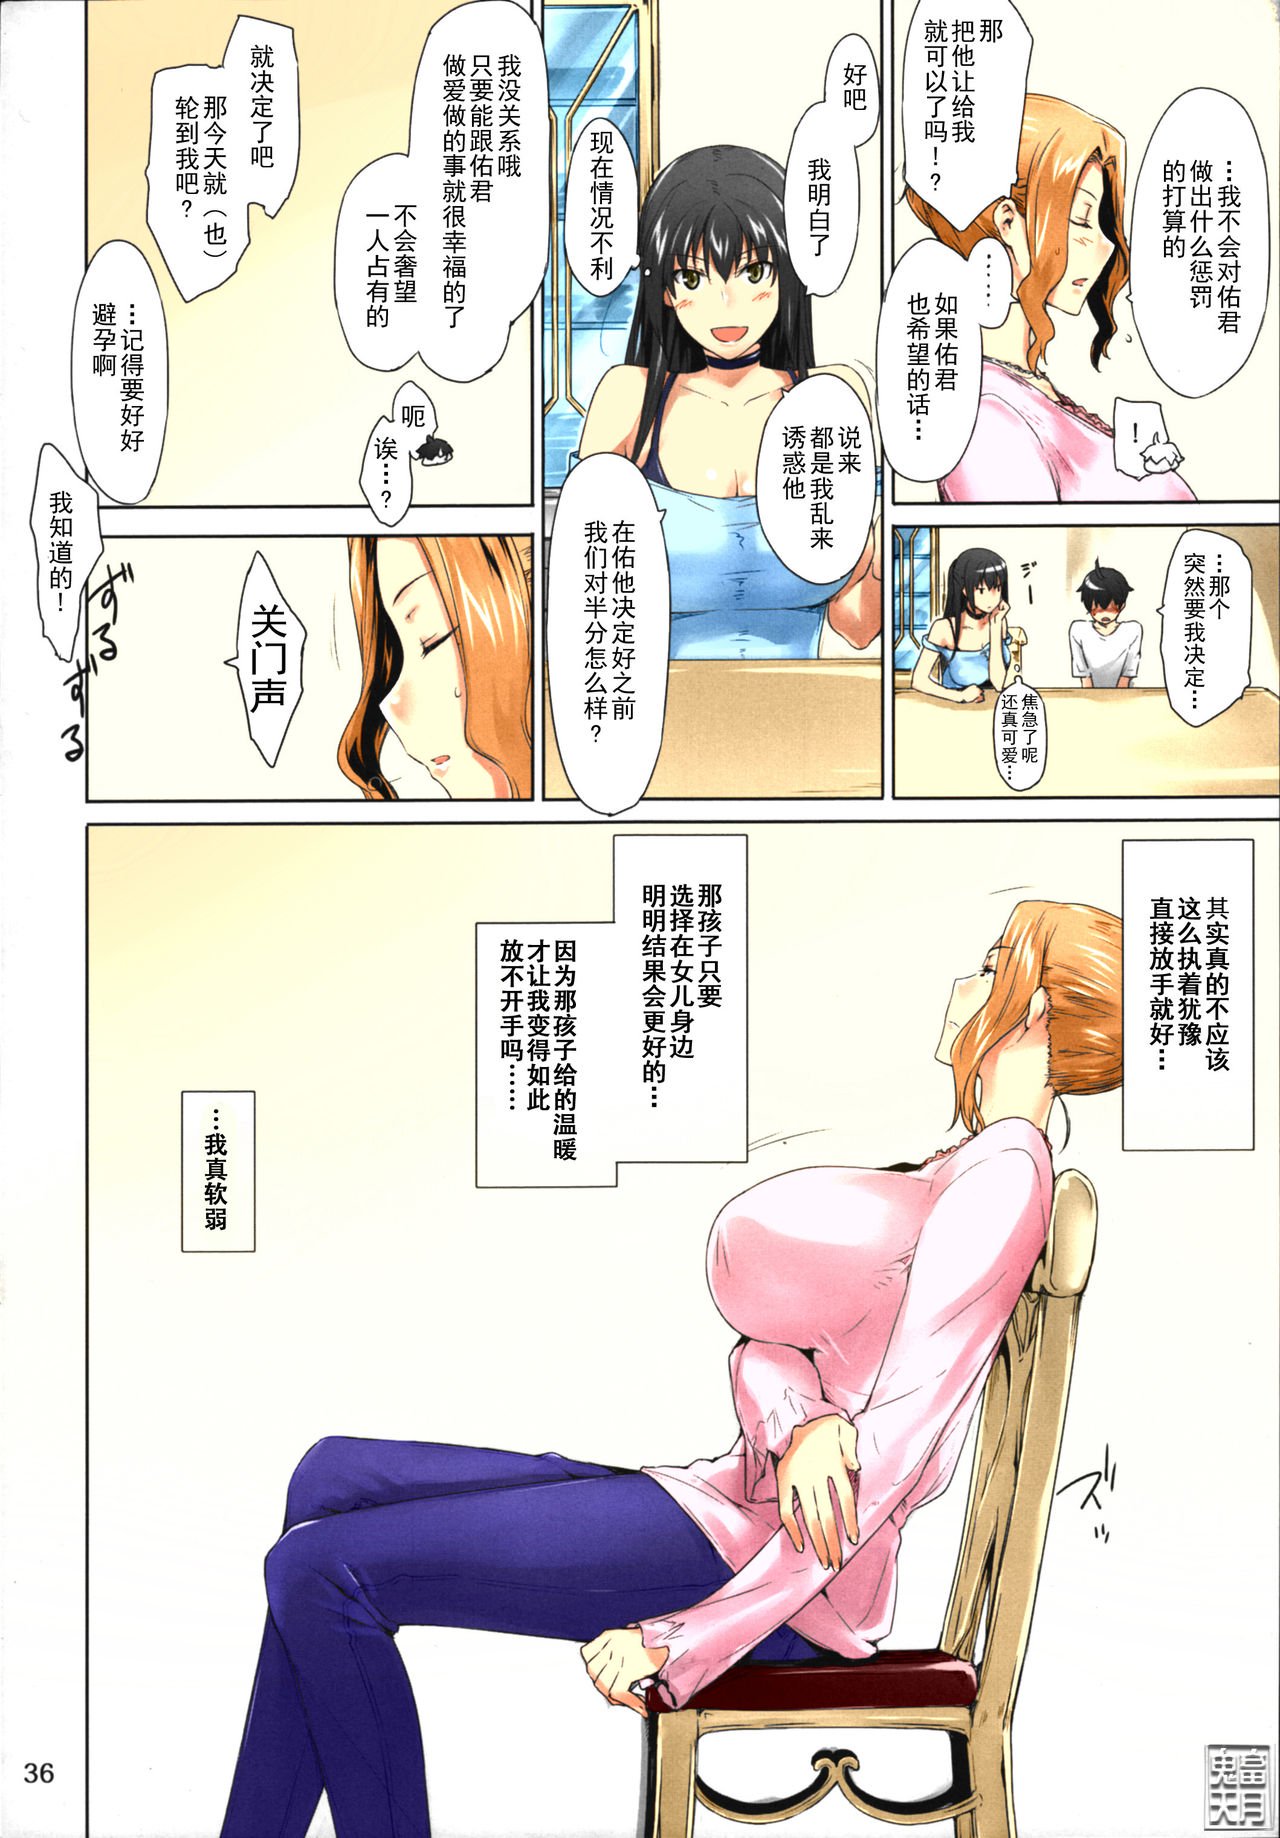 …我不会对佑君
做出什么惩罚
的打算的
那
把他让给我
就可以了吗！？
……
如果佑君
也希望的话…
！
…那个
突然要我决定…
焦急了呢
还真可爱…
好吧
我明白了
现在情况不利
说来
都是我乱来
诱惑他
在佑他决定好之前
我们对半分怎么样？
我没关系哦
只要能跟佑君
做爱做的事就很幸福的了
不会奢望
一人占有的
呃
诶…？
就决定了吧
那今天就（也）
轮到我吧？
…记得要好好
避孕啊
我知道的！
关门声
ずるずる
其实真的不应该
这么执着犹豫
直接放手就好…
那孩子只要
选择在女儿身边
明明结果会更好的…
因为那孩子给的温暖
才让我变得如此
放不开手吗……
…我真软弱
ズッ
36
鬼畜
天月